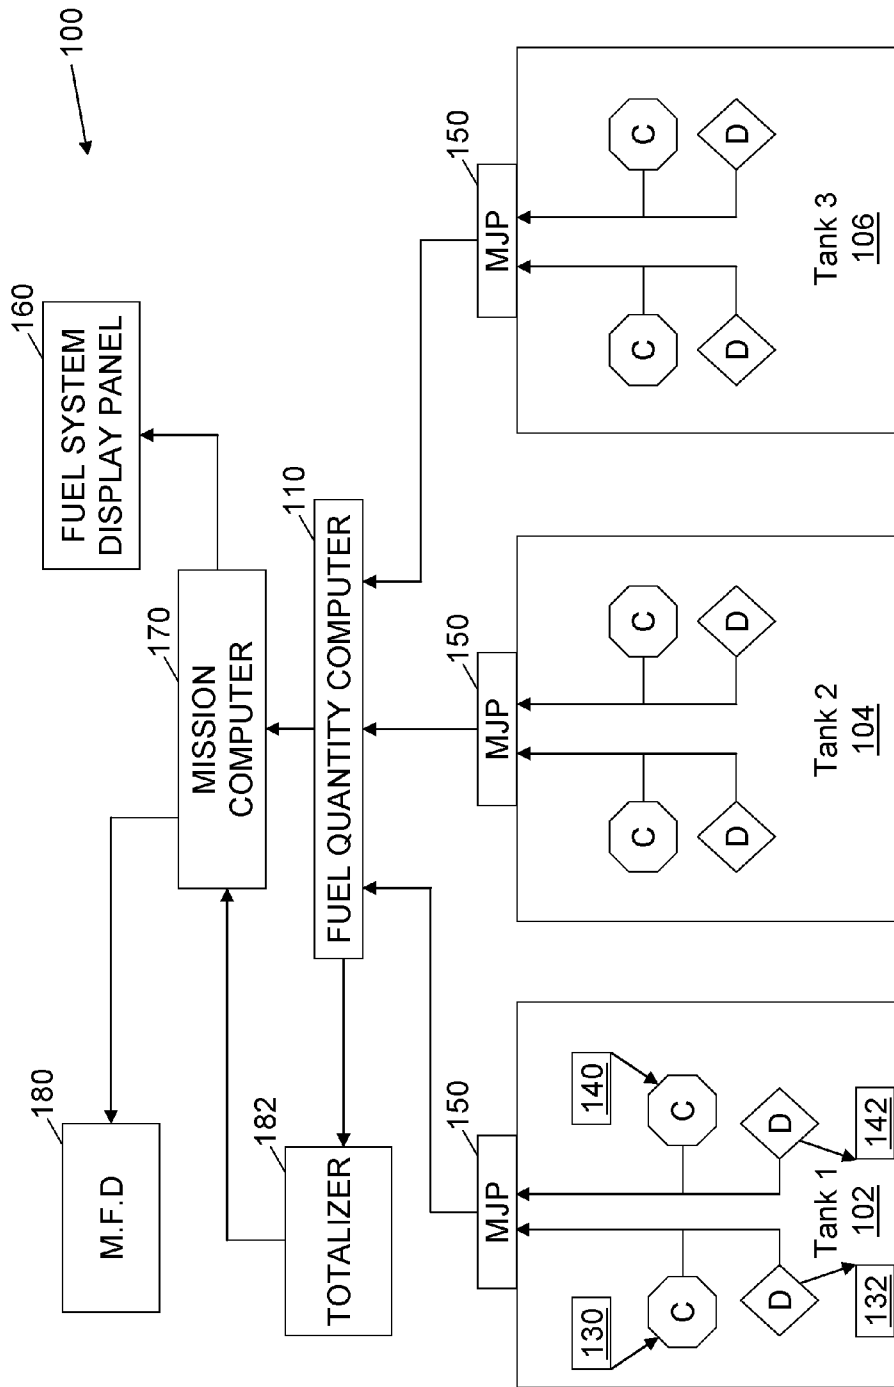 100
160
FUEL SYSTEM
DISPLAY PANEL
170
MISSION
COMPUTER
180
M.F.D
110
FUEL QUANTITY COMPUTER
182
TOTALIZER
150
MJP
150
MJP
150
MJP
130
C
C
140
D
D
132
142
Tank 1
102
C
C
D
D
Tank 2
104
C
C
D
D
Tank 3
106